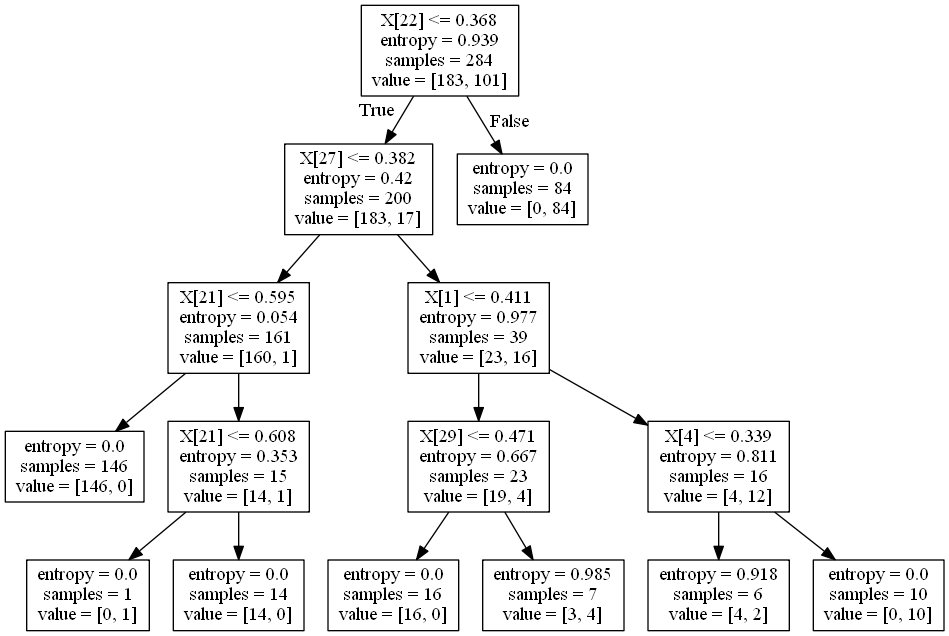 X[22] <= 0.368
entropy = 0.939
samples = 284
value = [183, 101]
True
False
X[27] <= 0.382
entropy = 0.42
samples = 200
value = [183, 17]
entropy = 0.0
samples = 84
value = [0, 84]
X[21] <= 0.595
entropy = 0.054
samples = 161
value = [160, 1]
X[1] <= 0.411
entropy = 0.977
samples = 39
value = [23, 16]
entropy = 0.0
samples = 146
value = [146, 0]
X[21] <= 0.608
entropy = 0.353
samples = 15
value = [14, 1]
X[29] <= 0.471
entropy = 0.667
samples = 23
value = [19, 4]
X[4] <= 0.339
entropy = 0.811
samples = 16
value = [4, 12]
entropy = 0.0
samples = 1
value = [0, 1]
entropy = 0.0
samples = 14
value = [14, 0]
entropy = 0.0
samples = 16
value = [16, 0]
entropy = 0.985
samples = 7
value = [3, 4]
entropy = 0.918
samples = 6
value = [4, 2]
entropy = 0.0
samples = 10
value = [0, 10]